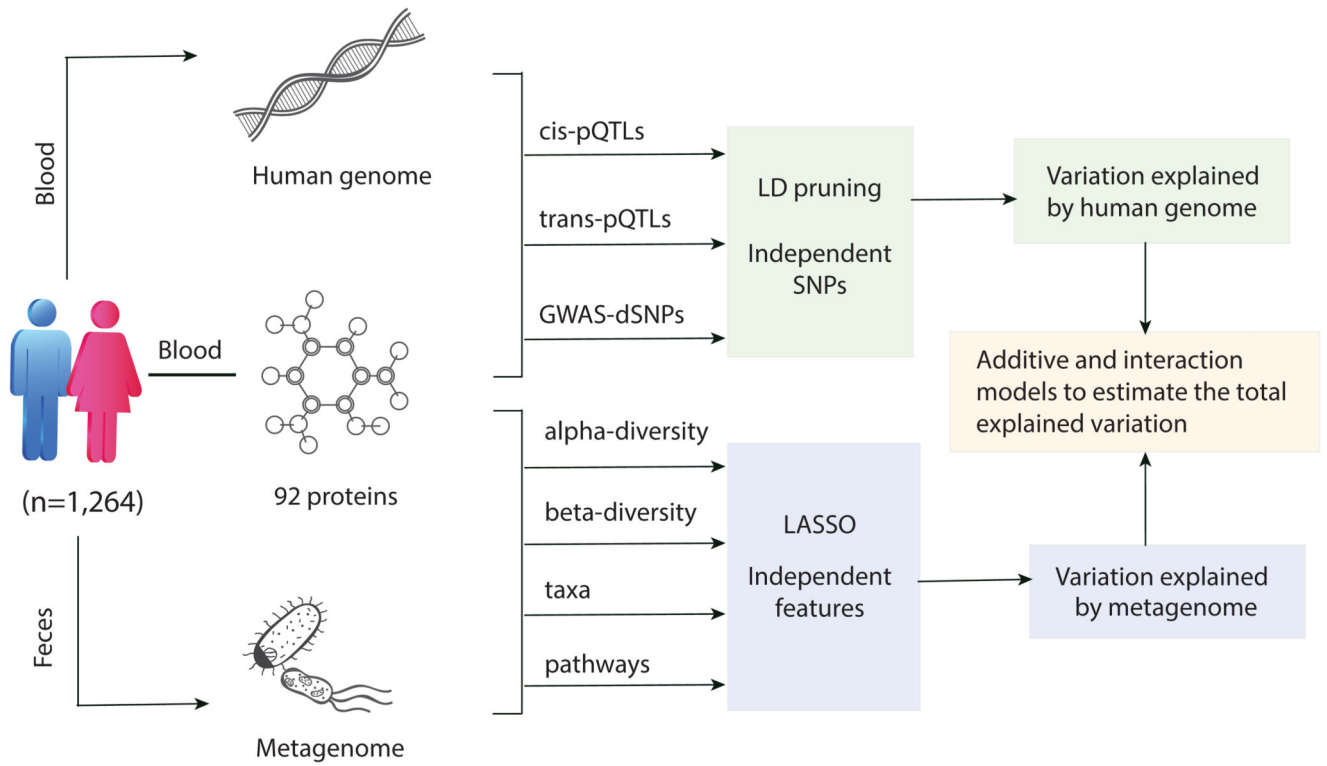 Blood
Human genome
Blood
(n=1,264)
92 proteins
Feces
Metagenome
cis-pQTLs
trans-pQTLs
GWAS-dSNPs
alpha-diversity
beta-diversity
taxa
pathways
LD pruning
Independent
SNPs
LASSO
Independent
features
Variation explained
by human genome
Additive and interaction
models to estimate the total
explained variation
Variation explained
by metagenome